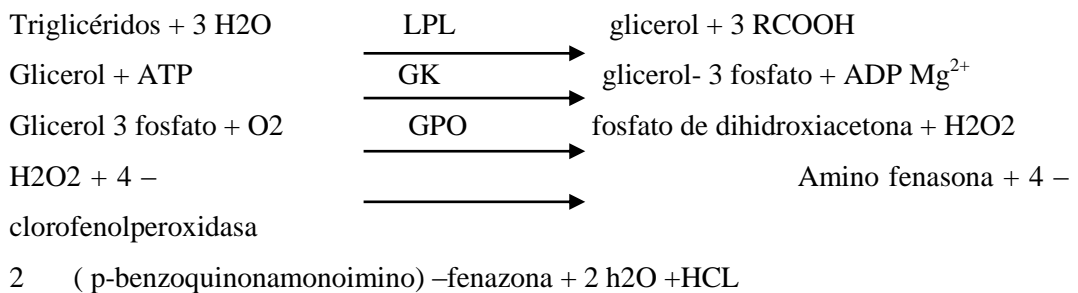 Triglicéridos + 3 H2O LPL glicerol + 3 RCOOH
Glicerol + ATP GK glicerol- 3 fosfato + ADP Mg²⁺
Glicerol 3 fosfato + O2 GPO fosfato de dihidroxiacetona + H2O2
H2O2 + 4 – Amino fenasona + 4 –
clorofenolperoxidasa
2 ( p-benzoquinonamonoimino) –fenazona + 2 h2O +HCL